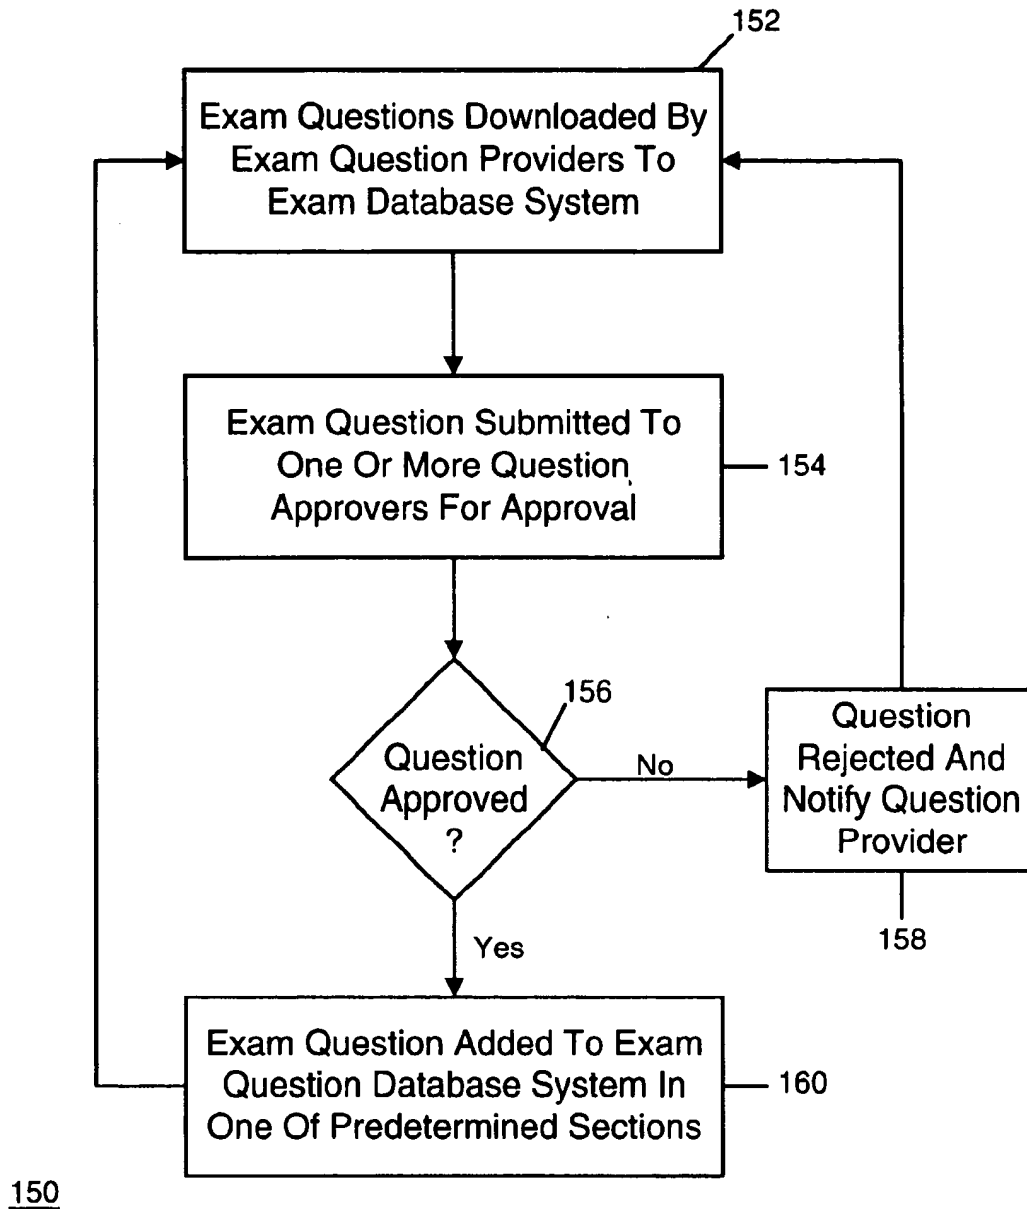 152
Exam Questions Downloaded By
Exam Question Providers To
Exam Database System
Exam Question Submitted To
One Or More Question
Approvers For Approval
154
156
Question
Approved
?
No
Question
Rejected And
Notify Question
Provider
158
Yes
Exam Question Added To Exam
Question Database System In
One Of Predetermined Sections
160
150